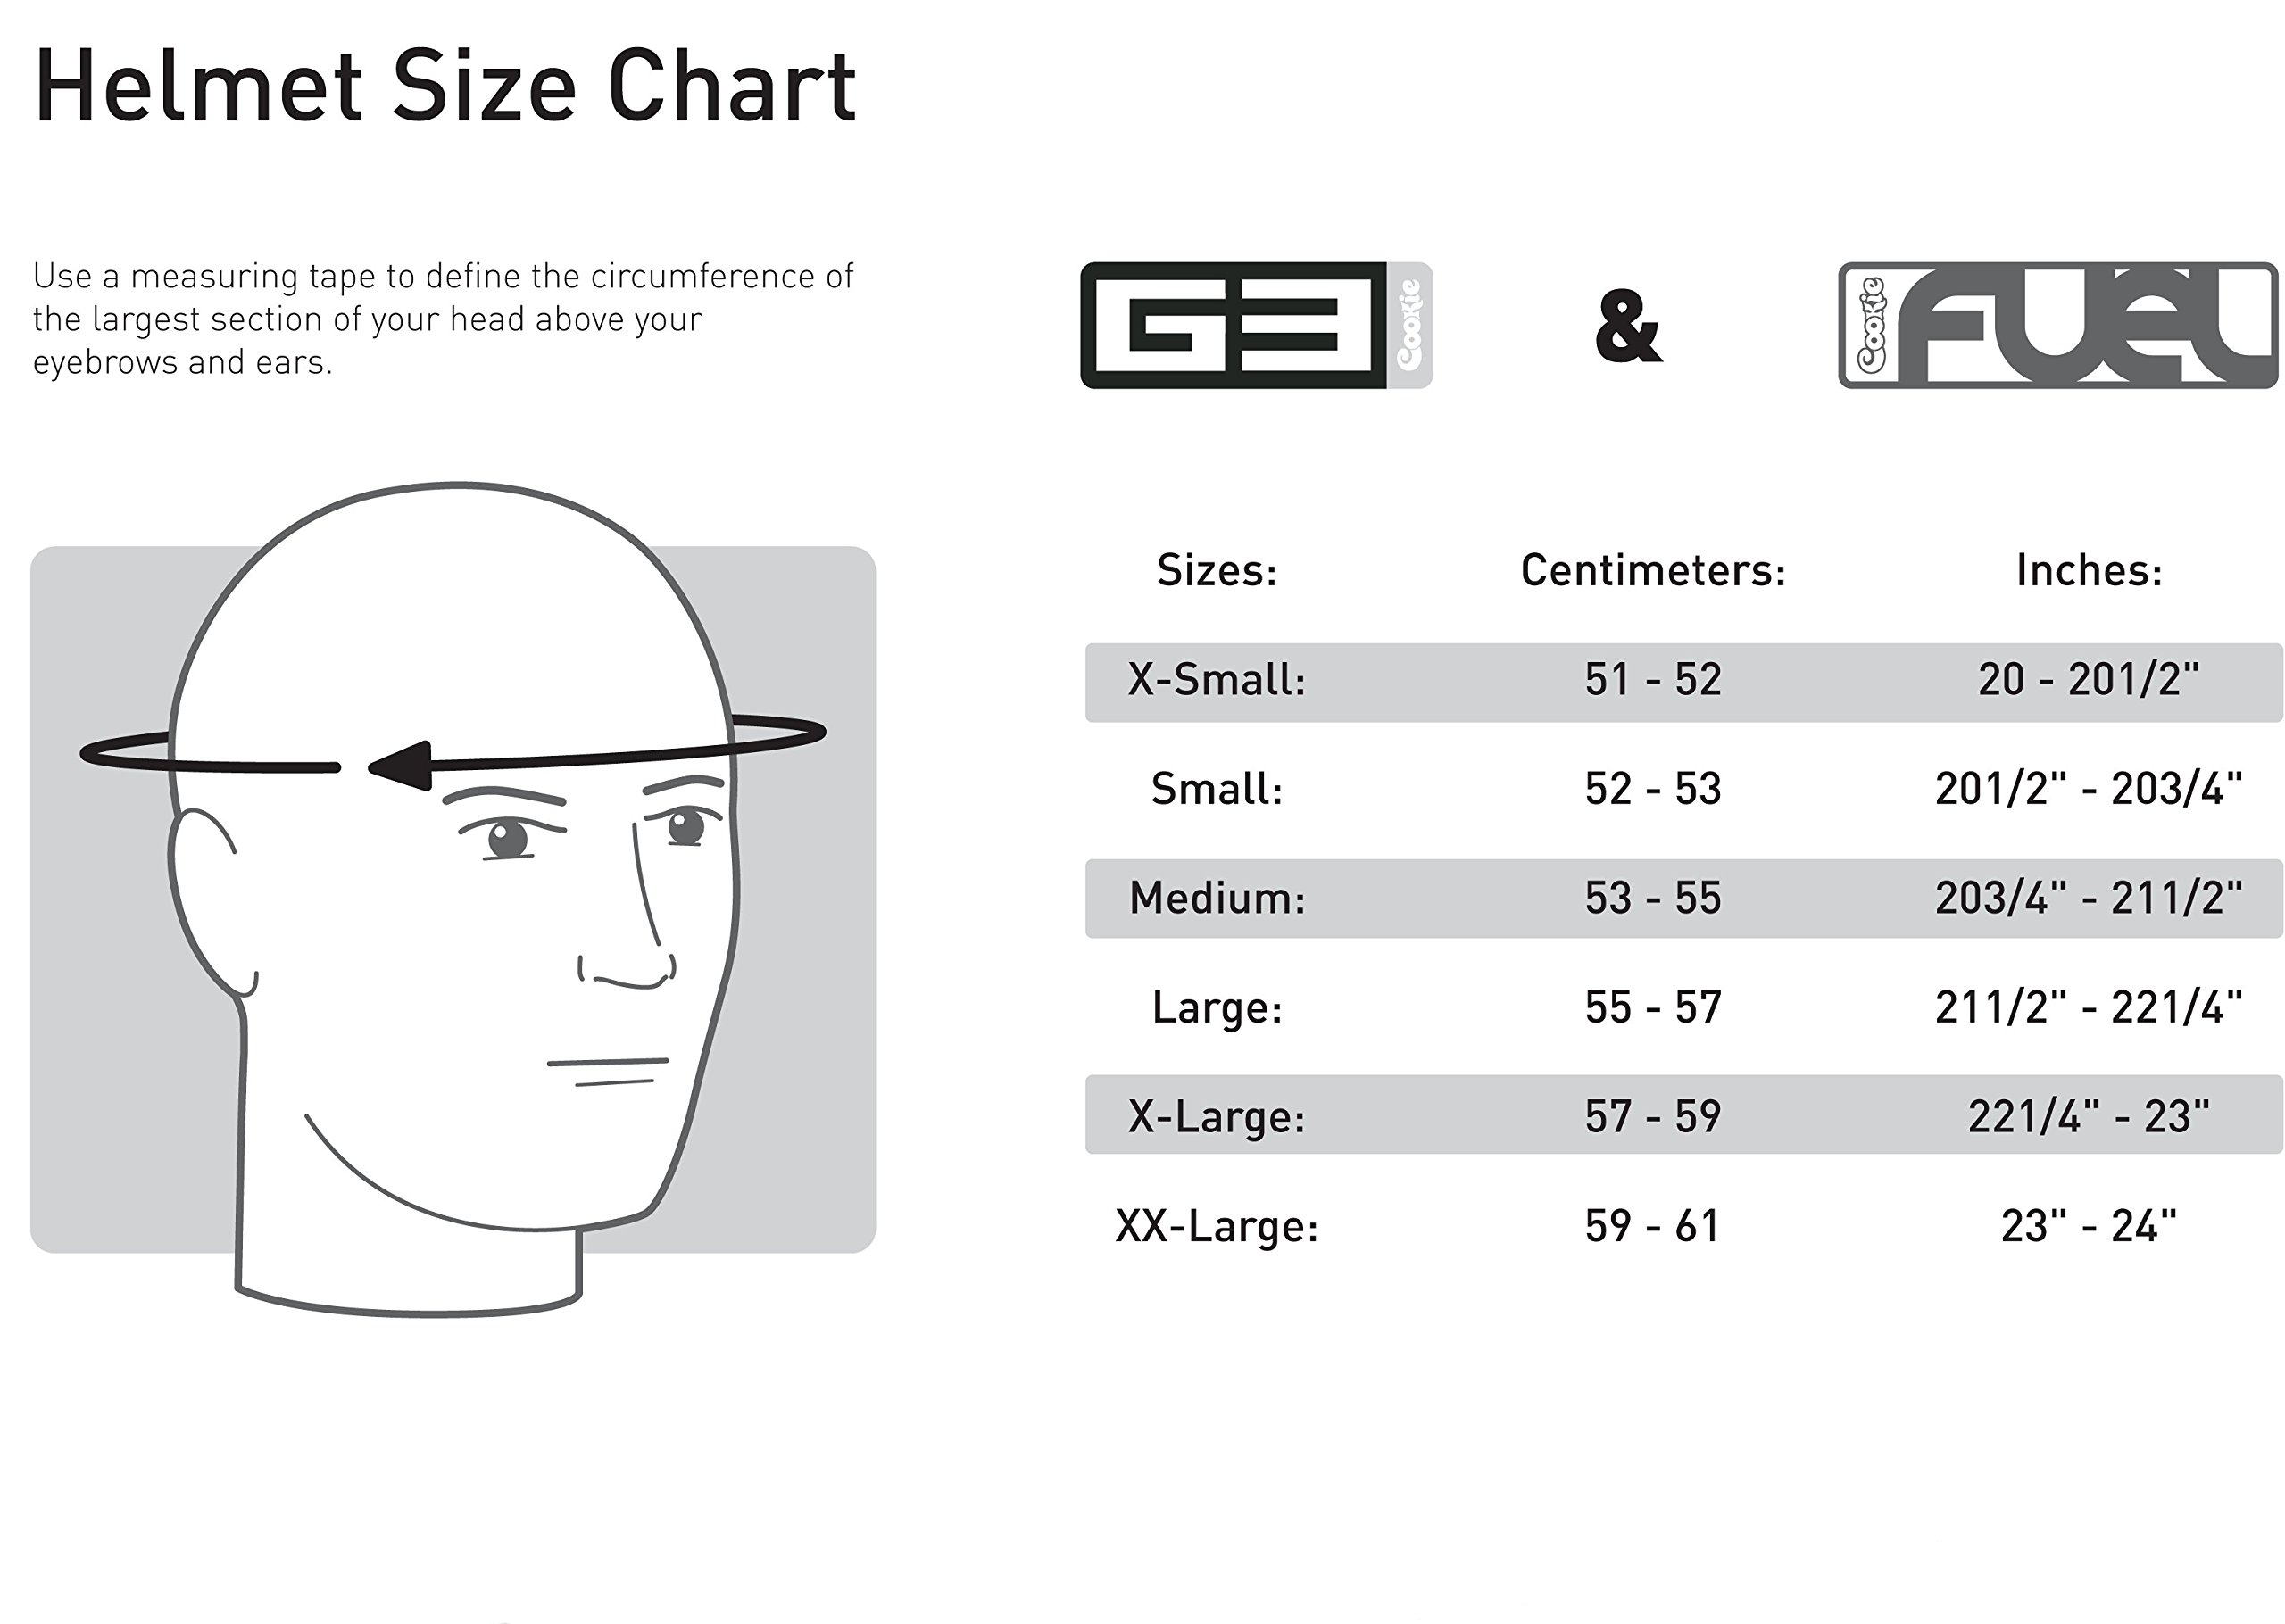 Helmet Size Chart
Use a measuring tape to define the circumference of
the largest section of your head above your
eyebrows and ears.
G3 Cookie & Cookie FUEL
Sizes: Centimeters: Inches:
X-Small: 51 - 52 20 - 201/2"
Small: 52 - 53 201/2" - 203/4"
Medium: 53 - 55 203/4" - 211/2"
Large: 55 - 57 211/2" - 221/4"
X-Large: 57 - 59 221/4" - 23"
XX-Large: 59 - 61 23" - 24"